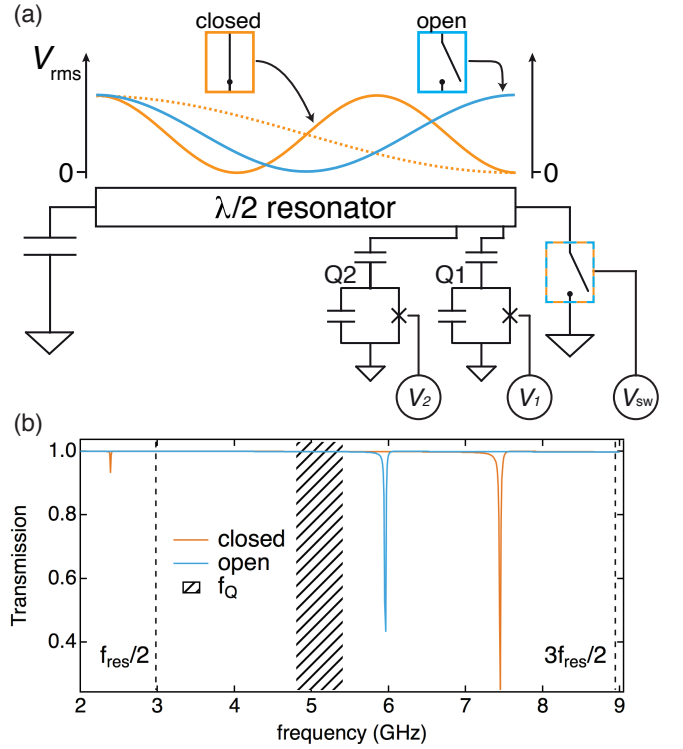 (a)
closed
open
Vrms
0
0
λ/2 resonator
Q2
Q1
V2
V1
Vsw
(b)
1.0
0.8
0.6
0.4
Transmission
closed
open
fQ
fres/2
3fres/2
2 3 4 5 6 7 8 9
frequency (GHz)